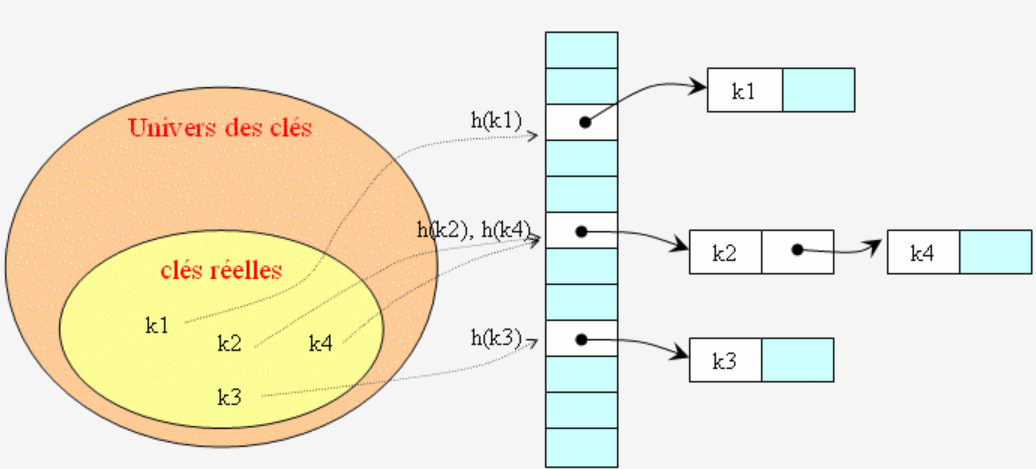 Univers des clés
clés réelles
k1
k2
k4
k3
h(k1)
h(k2), h(k4)
h(k3)
k1
k2
k4
k3